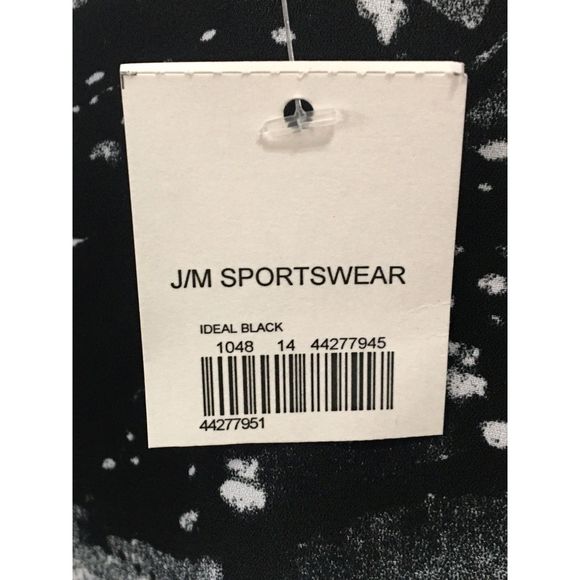 J/M SPORTSWEAR
IDEAL BLACK
1048 14 44277945
44277951